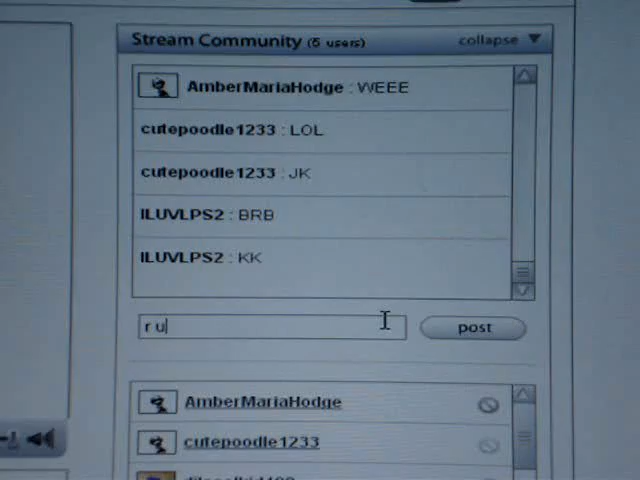 Stream Community (5 users) collapse
AmberMariaHodge : WEEE
cutepoodle1233 : LOL
cutepoodle1233 : JK
ILUVLPS2 : BRB
ILUVLPS2 : KK
r u
post
AmberMariaHodge
cutepoodle1233